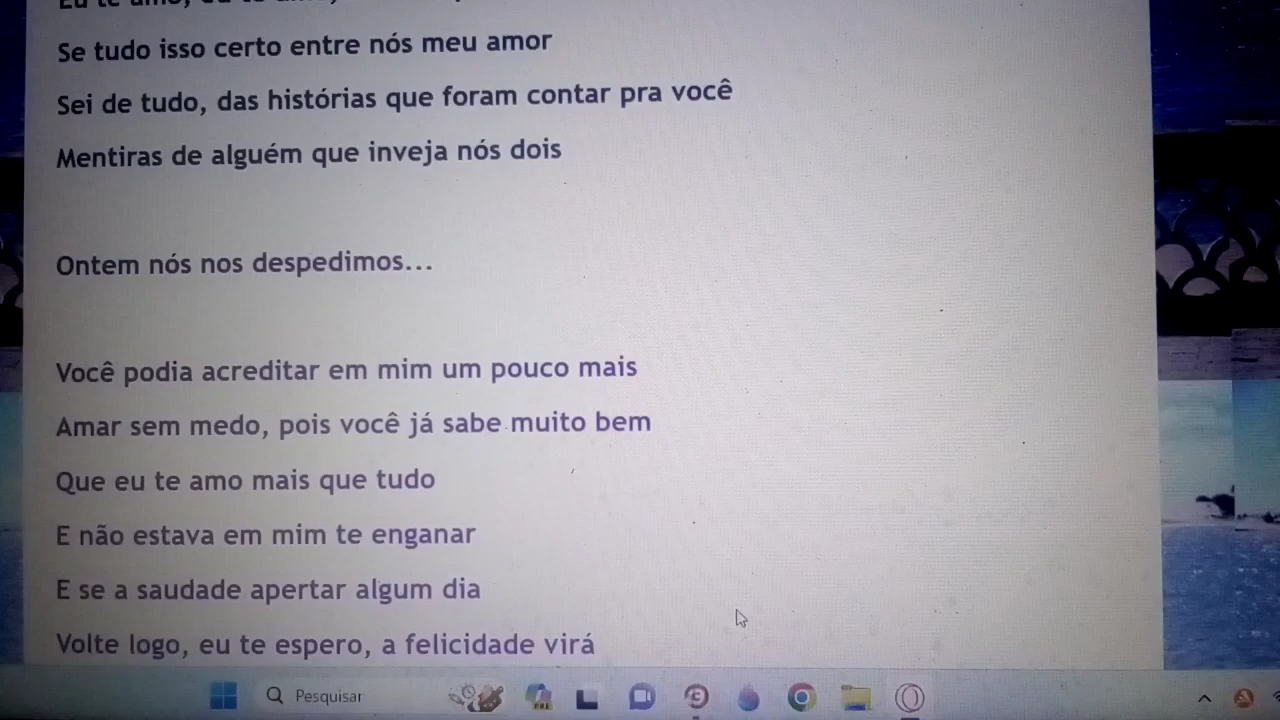 Se tudo isso certo entre nós meu amor
Sei de tudo, das histórias que foram contar pra você
Mentiras de alguém que inveja nós dois
Ontem nós nos despedimos...
Você podia acreditar em mim um pouco mais
Amar sem medo, pois você já sabe muito bem
Que eu te amo mais que tudo
E não estava em mim te enganar
E se a saudade apertar algum dia
Volte logo, eu te espero, a felicidade virá
Pesquisar